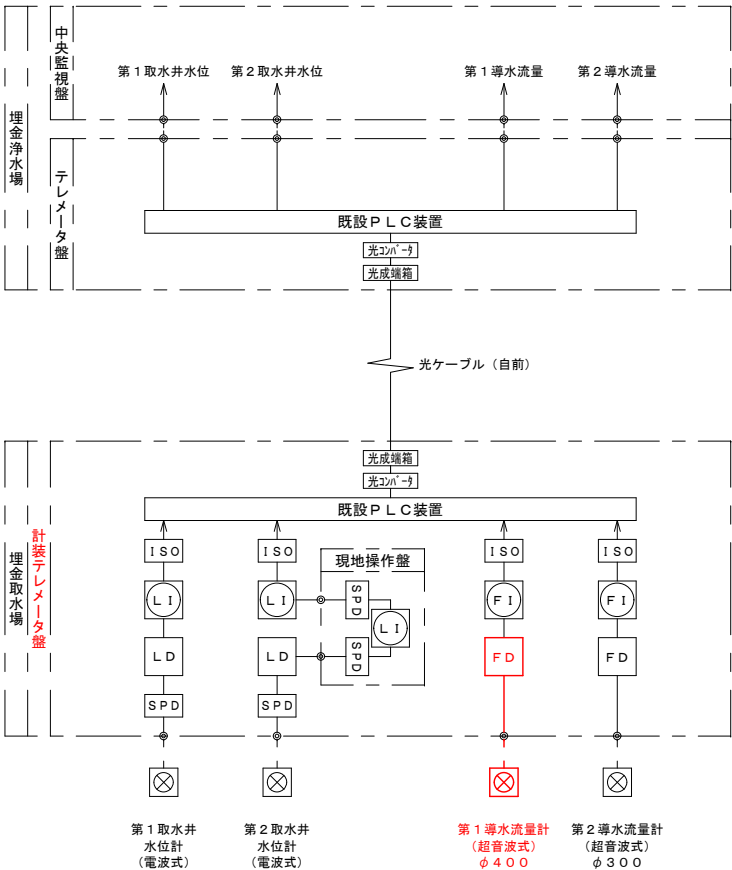 埋金浄水場
中央監視盤
第１取水井水位
第２取水井水位
第１導水流量
第２導水流量
テレメータ盤
既設ＰＬＣ装置
光ｺﾝﾊﾞｰﾀ
光成端箱
光ケーブル（自前）
埋金取水場
計装テレメータ盤
光成端箱
光ｺﾝﾊﾞｰﾀ
既設ＰＬＣ装置
ＩＳＯ
ＩＳＯ
ＩＳＯ
ＩＳＯ
現地操作盤
ＬＩ
ＬＩ
ＳＰＤ
ＬＩ
ＦＩ
ＦＩ
ＬＤ
ＬＤ
ＳＰＤ
ＦＤ
ＦＤ
ＳＰＤ
ＳＰＤ
第１取水井
水位計
（電波式）
第２取水井
水位計
（電波式）
第１導水流量計
（超音波式）
φ４００
第２導水流量計
（超音波式）
φ３００